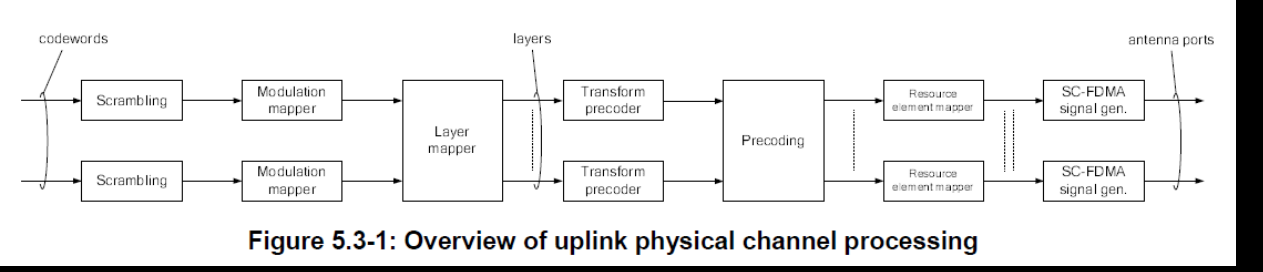 codewords
layers
antenna ports
Scrambling
Modulation
mapper
Layer
mapper
Transform
precoder
Precoding
Resource
element mapper
SC-FDMA
signal gen.
Scrambling
Modulation
mapper
Transform
precoder
Resource
element mapper
SC-FDMA
signal gen.
Figure 5.3-1: Overview of uplink physical channel processing